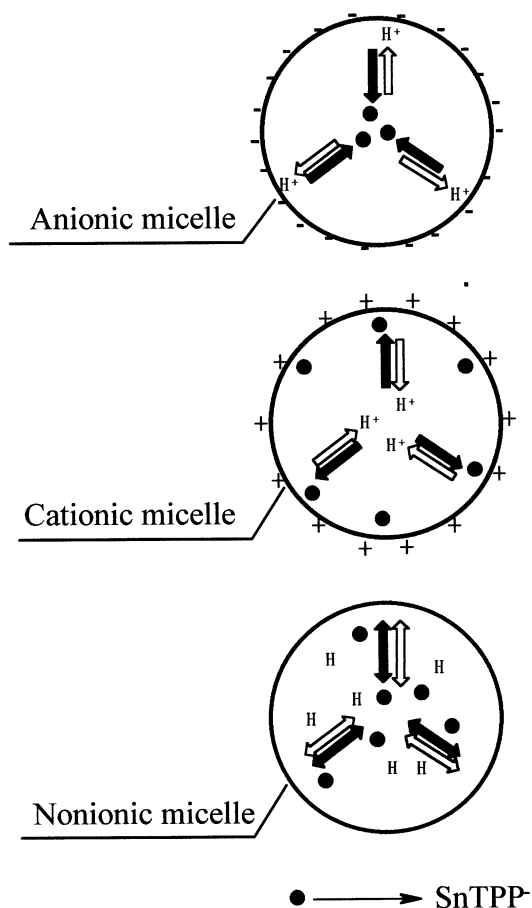 H+
H+ H+
Anionic micelle
H+
H+
H+
Cationic micelle
H H
H
H
H H
Nonionic micelle
SnTPP-